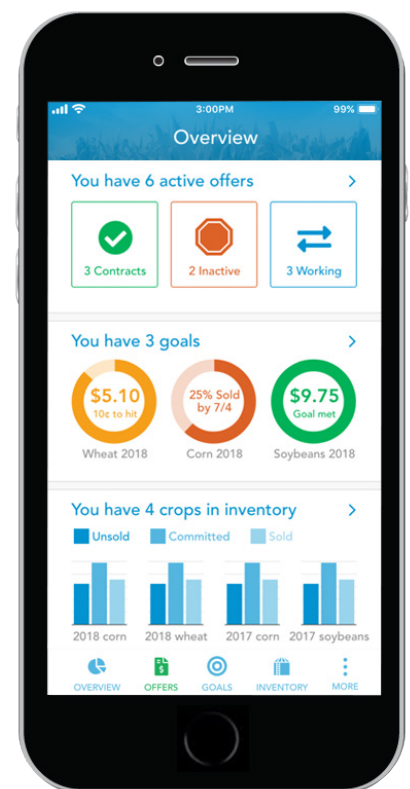 3:00PM
99%
Overview
You have 6 active offers
3 Contracts
2 Inactive
3 Working
You have 3 goals
$5.10
10¢ to hit
25% Sold
by 7/4
$9.75
Goal met
Wheat 2018
Corn 2018
Soybeans 2018
You have 4 crops in inventory
Unsold
Committed
Sold
2018 corn
2018 wheat
2017 corn
2017 soybeans
OVERVIEW
OFFERS
GOALS
INVENTORY
MORE